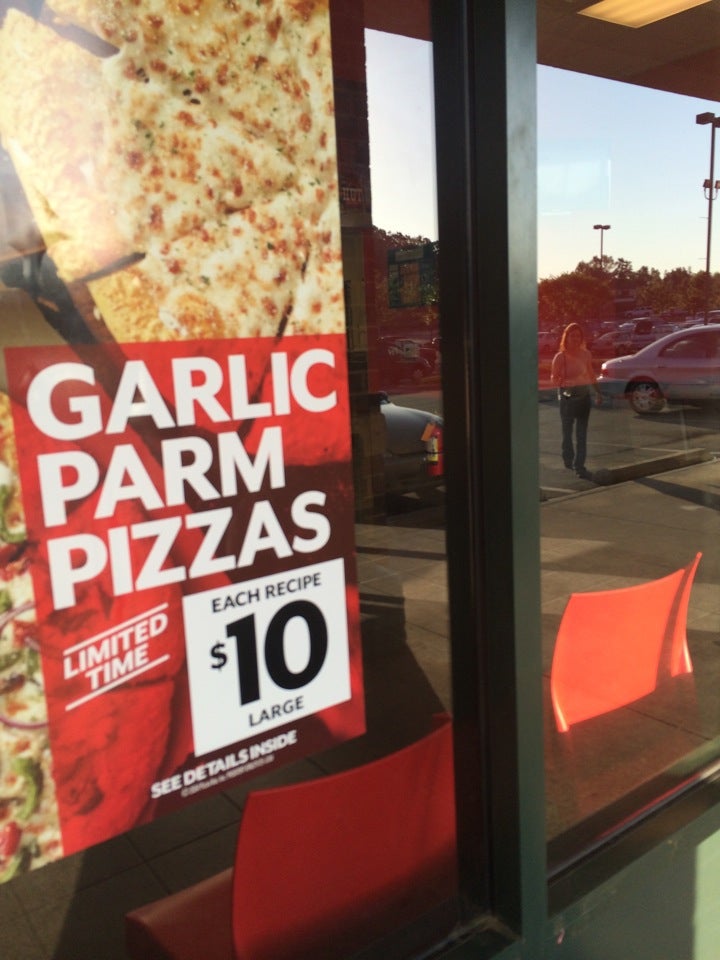 GARLIC
PARM
PIZZAS
LIMITED
TIME
EACH RECIPE
$10
LARGE
SEE DETAILS INSIDE